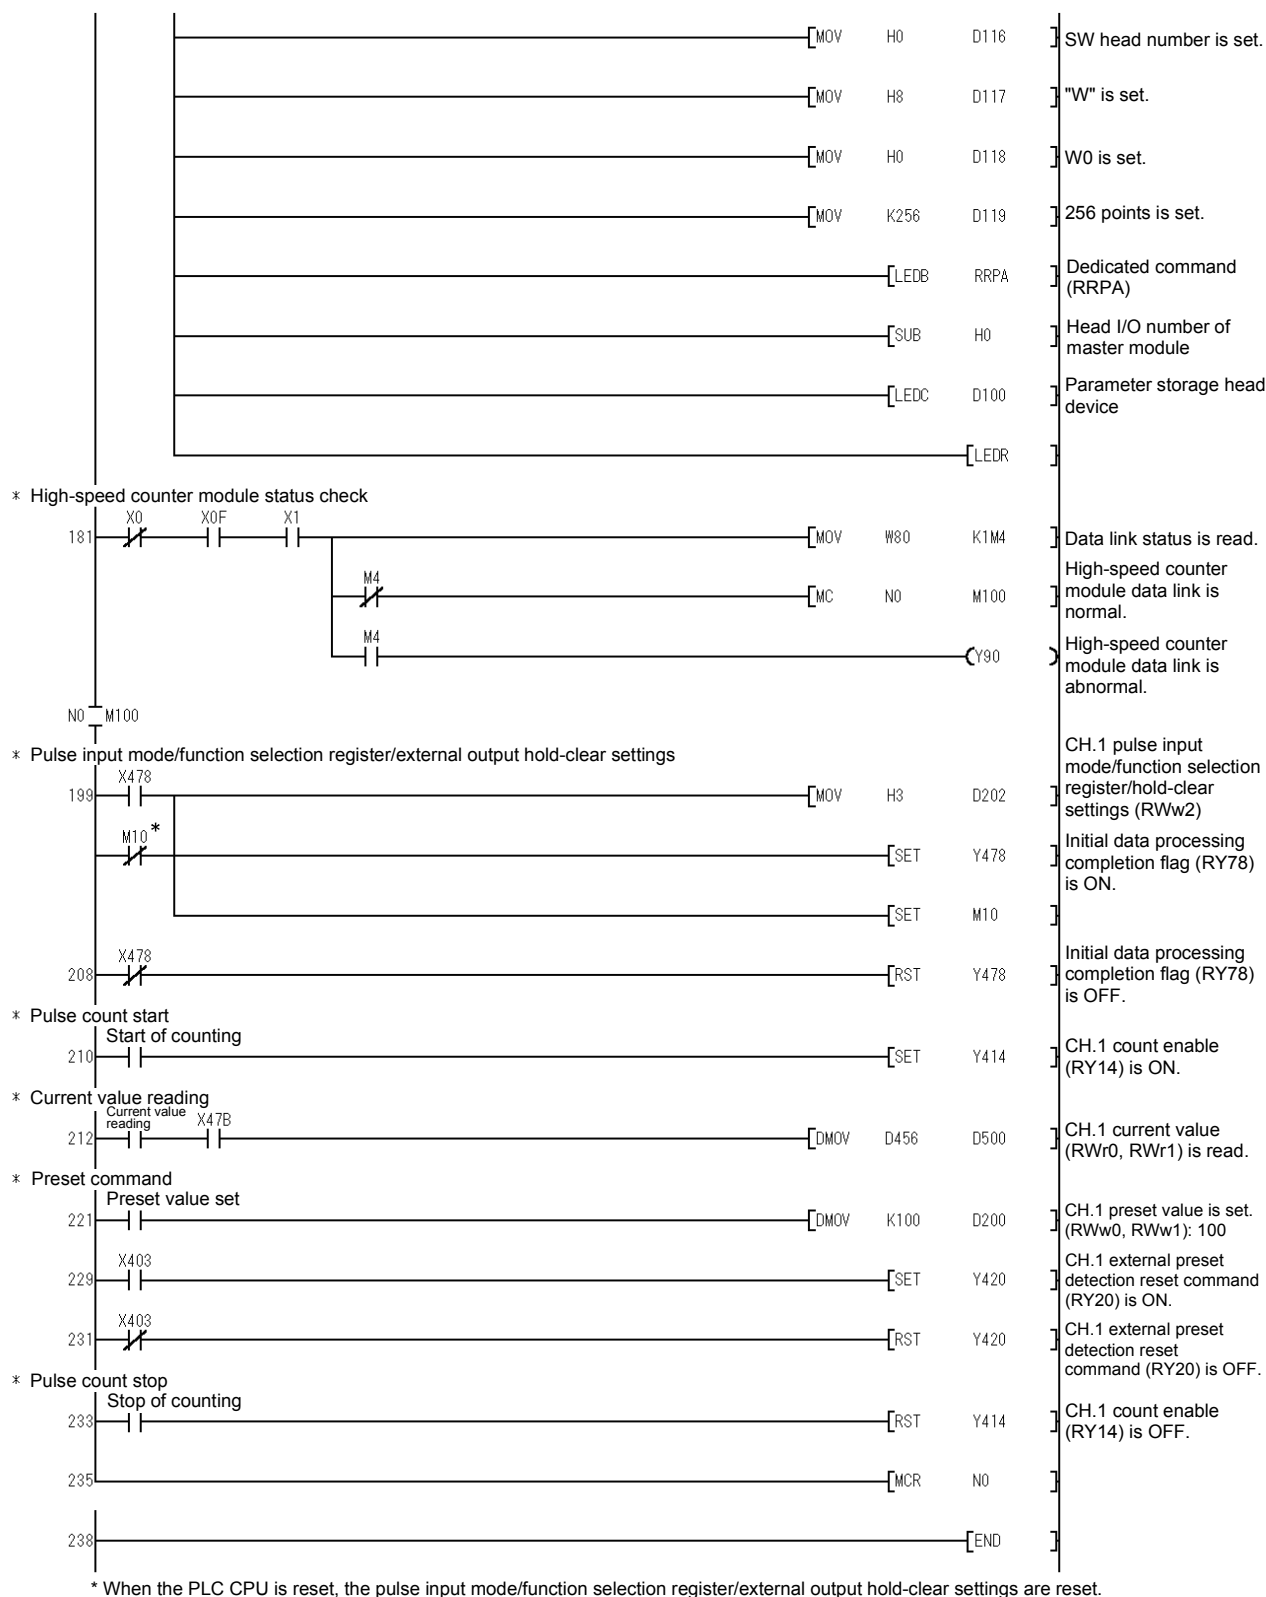 MOV H0 D116 SW head number is set.
MOV H8 D117 "W" is set.
MOV H0 D118 W0 is set.
MOV K256 D119 256 points is set.
LEDB RRPA Dedicated command
(RRPA)
SUB H0 Head I/O number of
master module
LEDC D100 Parameter storage head
device
LEDR
* High-speed counter module status check
X0 X0F X1
181 MOV W80 K1M4 Data link status is read.
M4
MC N0 M100 High-speed counter
module data link is
normal.
M4
Y90 High-speed counter
module data link is
abnormal.
N0 M100
* Pulse input mode/function selection register/external output hold-clear settings
X478
199 MOV H3 D202 CH.1 pulse input
mode/function selection
register/hold-clear
settings (RWw2)
M10 *
SET Y478 Initial data processing
completion flag (RY78)
is ON.
SET M10
X478
208 RST Y478 Initial data processing
completion flag (RY78)
is OFF.
* Pulse count start
Start of counting
210 SET Y414 CH.1 count enable
(RY14) is ON.
* Current value reading
Current value
reading X47B
212 DMOV D456 D500 CH.1 current value
(RWr0, RWr1) is read.
* Preset command
Preset value set
221 DMOV K100 D200 CH.1 preset value is set.
(RWw0, RWw1): 100
X403
229 SET Y420 CH.1 external preset
detection reset command
(RY20) is ON.
X403
231 RST Y420 CH.1 external preset
detection reset
command (RY20) is OFF.
* Pulse count stop
Stop of counting
233 RST Y414 CH.1 count enable
(RY14) is OFF.
235 MCR N0
238 END
* When the PLC CPU is reset, the pulse input mode/function selection register/external output hold-clear settings are reset.